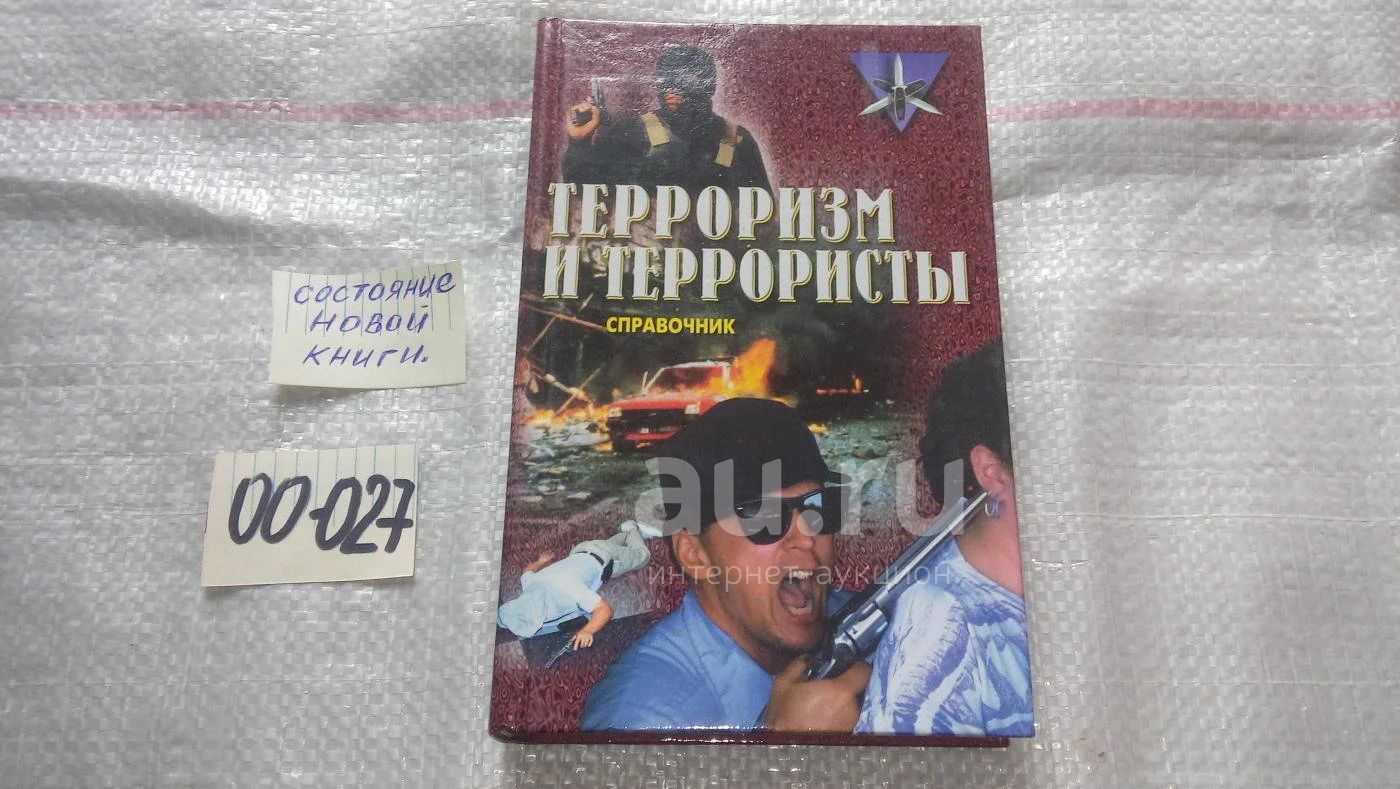 ТЕРРОРИЗМ
И ТЕРРОРИСТЫ
СПРАВОЧНИК
состояние
новой
книги.
00-027
au.ru
интернет аукцион